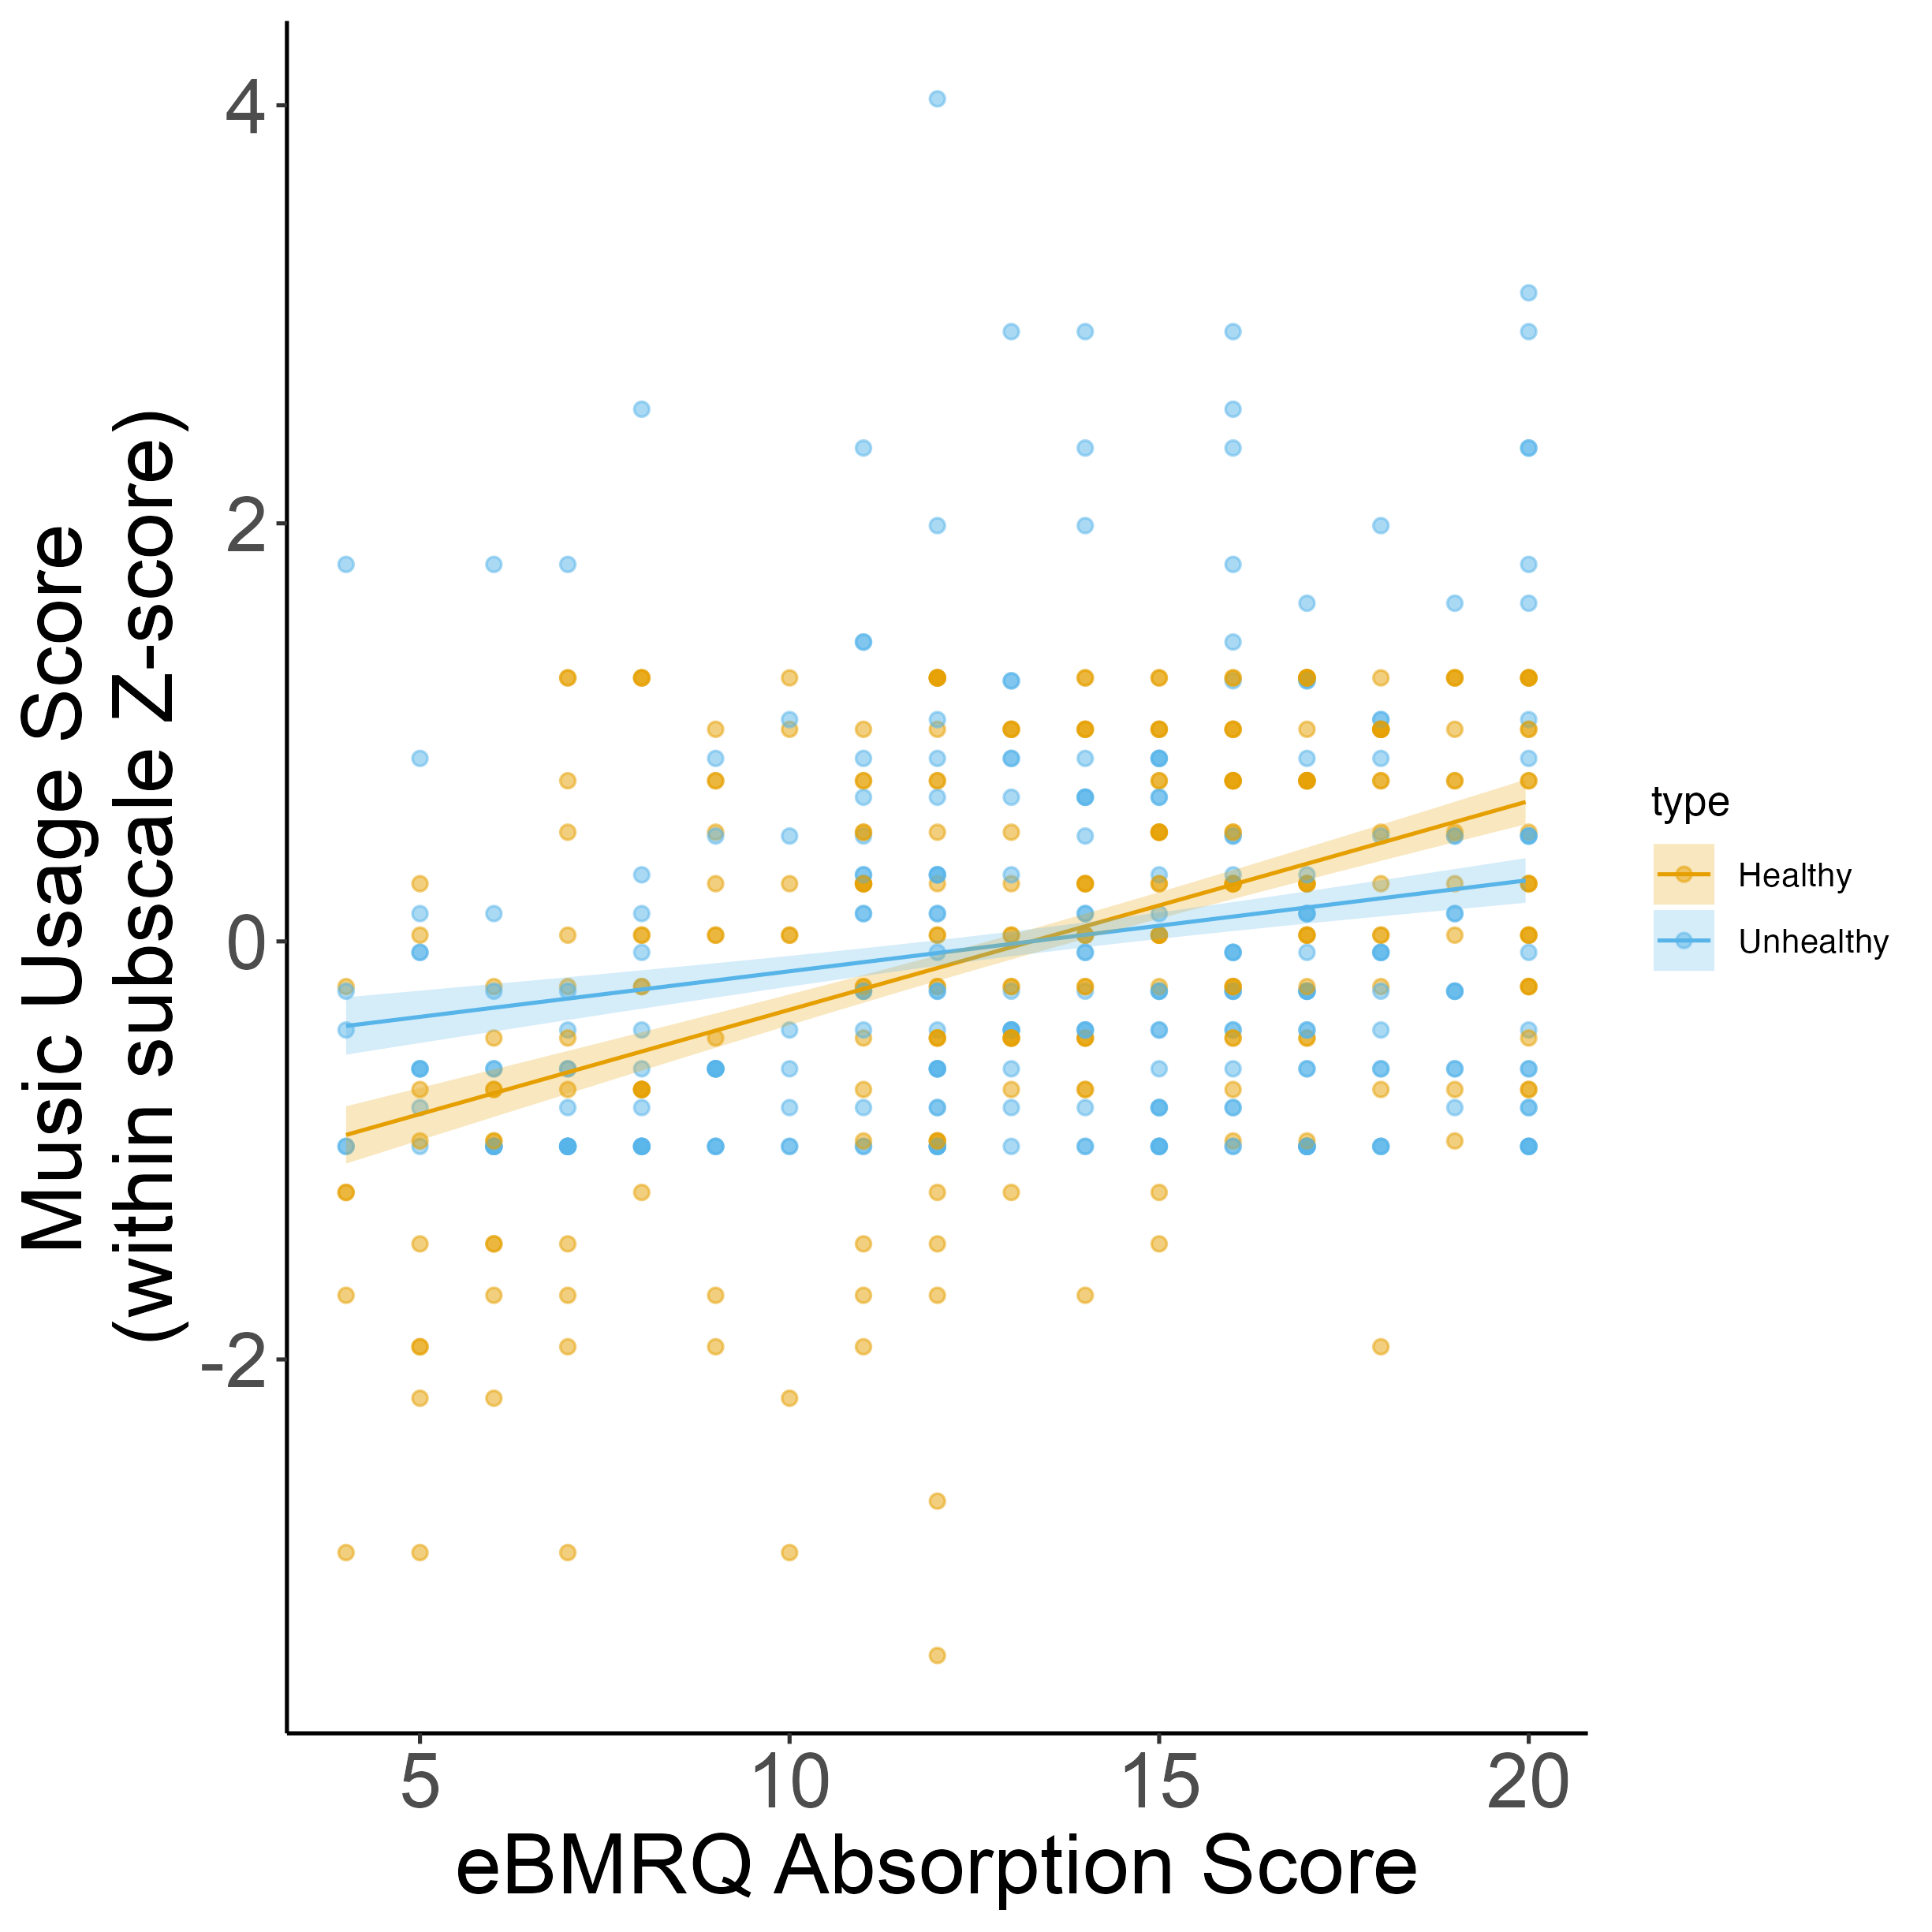 Music Usage Score
(within subscale Z-score)
4
2
0
-2
5 10 15 20
eBMRQ Absorption Score
type
Healthy
Unhealthy